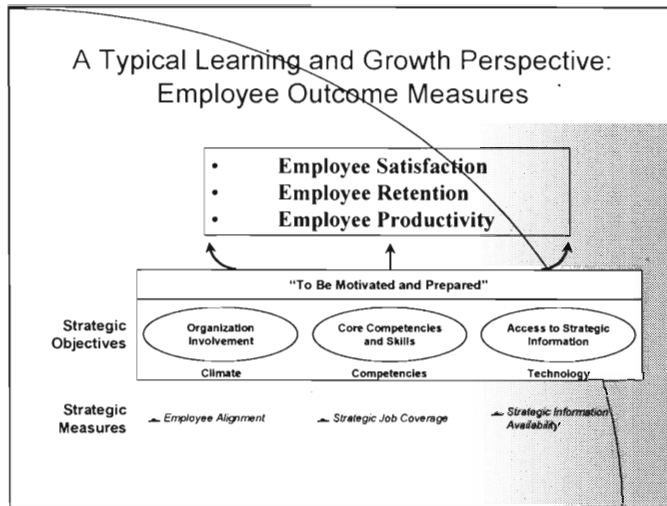 A Typical Learning and Growth Perspective:
Employee Outcome Measures
• Employee Satisfaction
• Employee Retention
• Employee Productivity
“To Be Motivated and Prepared”
Strategic
Objectives
Organization
Involvement
Core Competencies
and Skills
Access to Strategic
Information
Climate
Competencies
Technology
Strategic
Measures
Employee Alignment
Strategic Job Coverage
Strategic Information
Availability